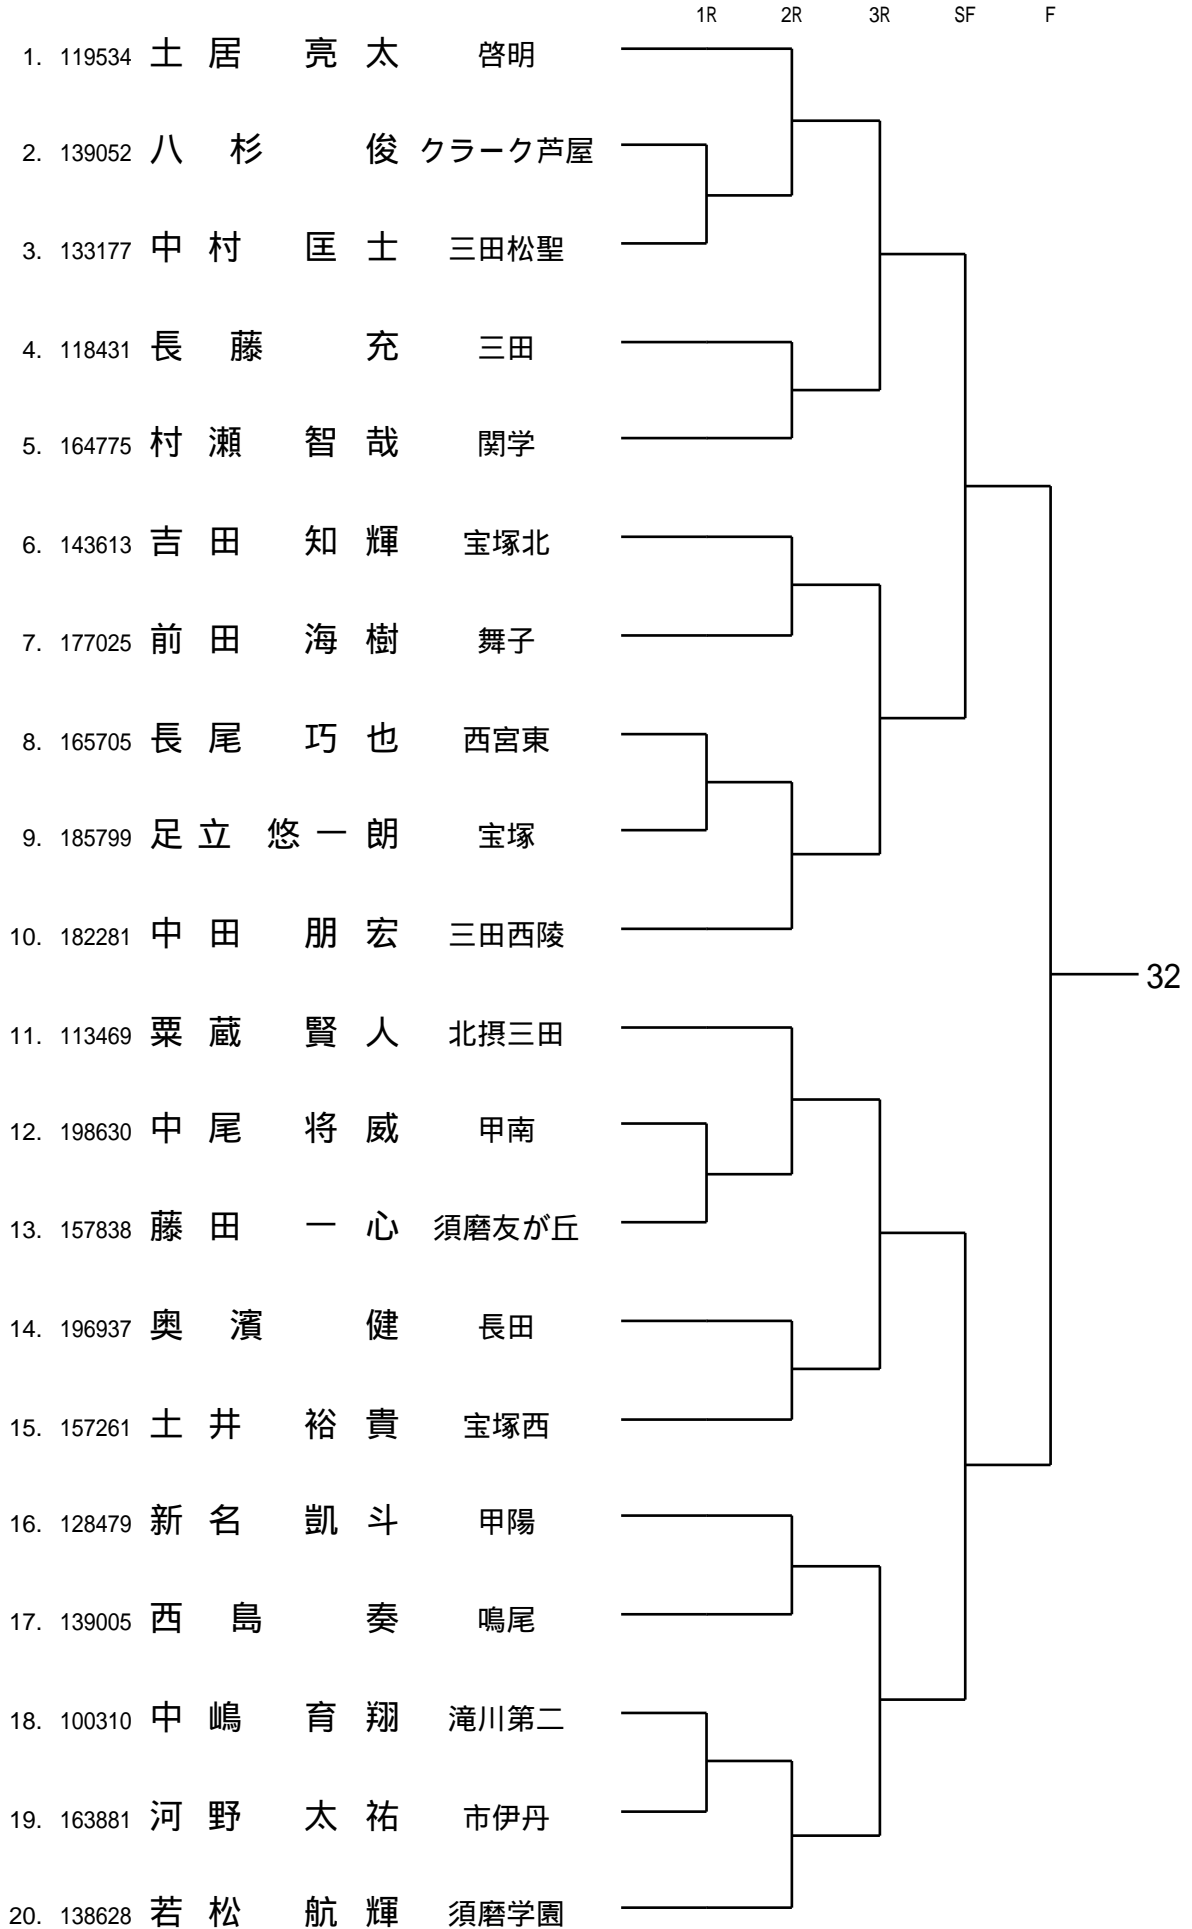 1R 2R 3R SF F
1. 119534 土居 亮太 啓明
2. 139052 八杉 俊 クラーク芦屋
3. 133177 中村 匡士 三田松聖
4. 118431 長藤 充 三田
5. 164775 村瀬 智哉 関学
6. 143613 吉田 知輝 宝塚北
7. 177025 前田 海樹 舞子
8. 165705 長尾 巧也 西宮東
9. 185799 足立 悠一朗 宝塚
10. 182281 中田 朋宏 三田西陵
32
11. 113469 粟蔵 賢人 北摂三田
12. 198630 中尾 将威 甲南
13. 157838 藤田 一心 須磨友が丘
14. 196937 奥濱 健 長田
15. 157261 土井 裕貴 宝塚西
16. 128479 新名 凱斗 甲陽
17. 139005 西島 奏 鳴尾
18. 100310 中嶋 育翔 滝川第二
19. 163881 河野 太祐 市伊丹
20. 138628 若松 航輝 須磨学園